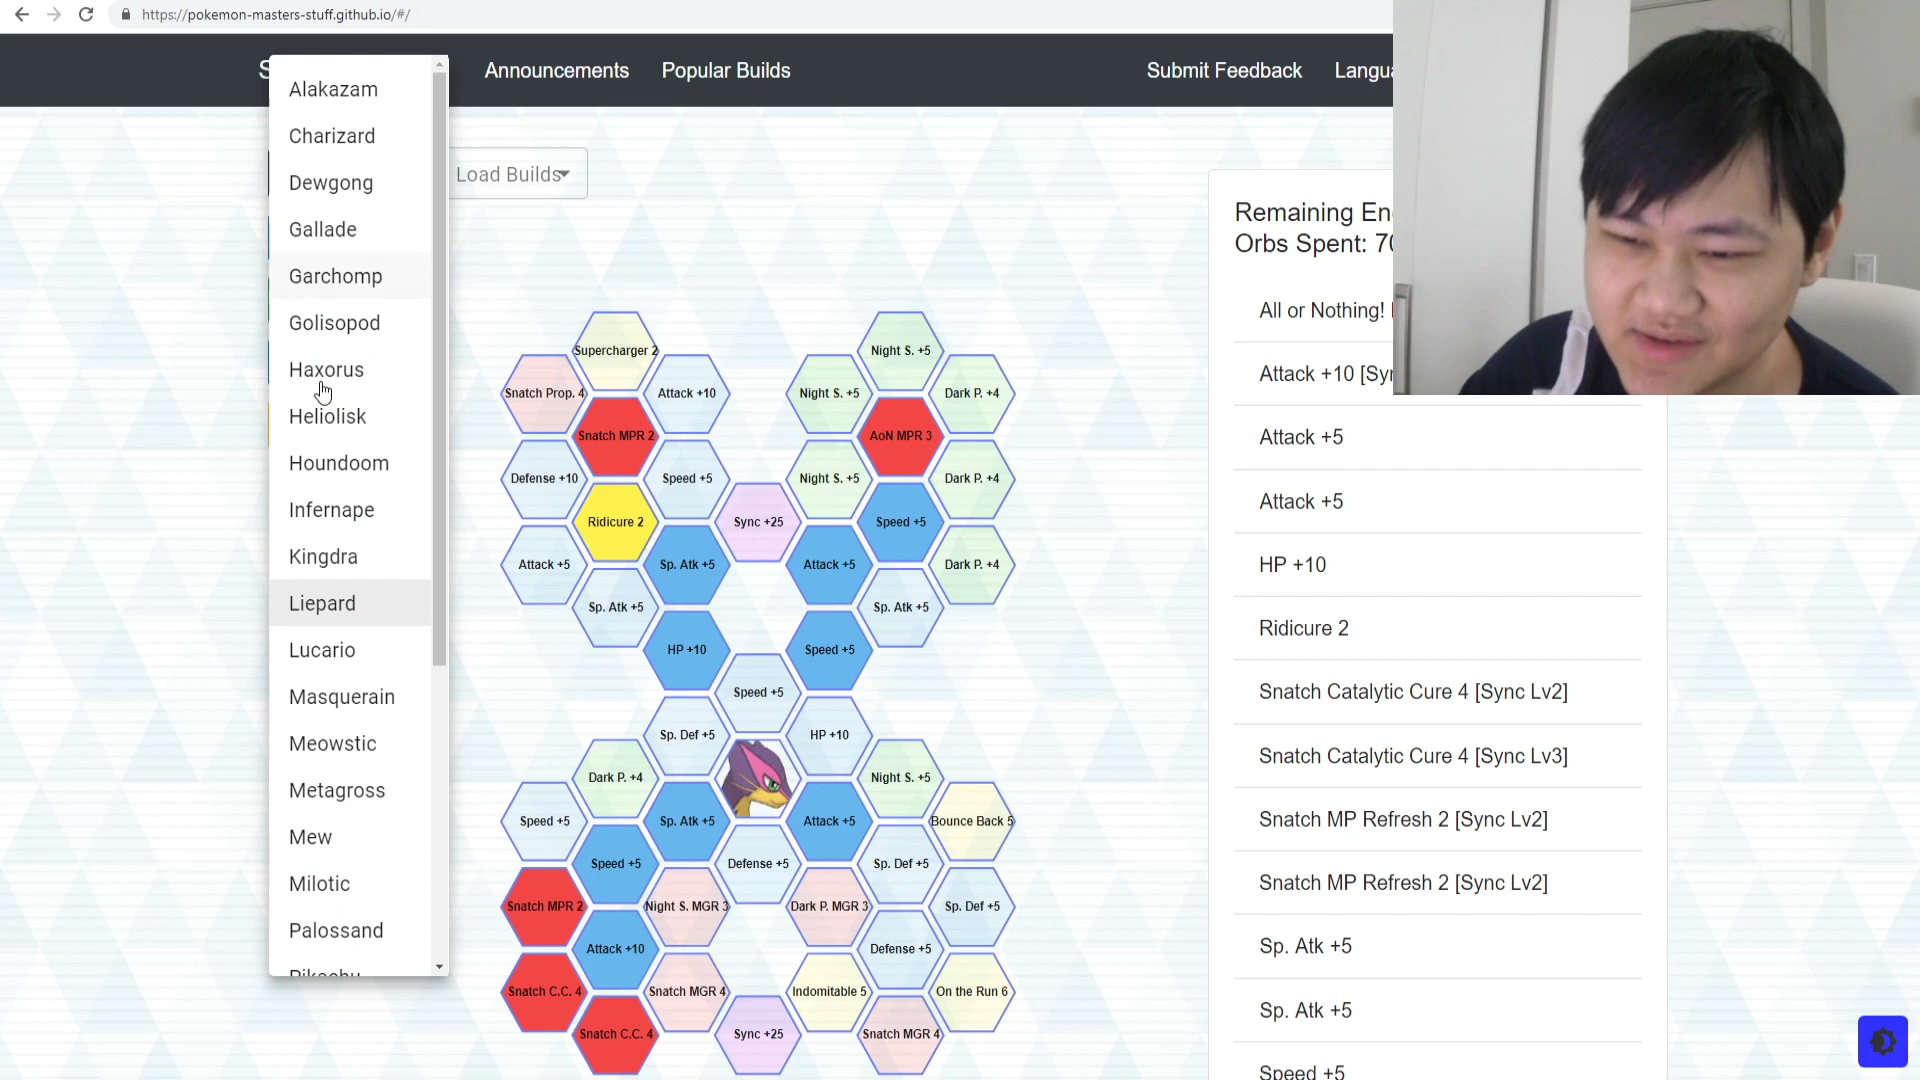 https://pokemon-masters-stuff.github.io/#/
S
Announcements
Popular Builds
Submit Feedback
Langua
Alakazam
Charizard
Dewgong
Gallade
Garchomp
Golisopod
Haxorus
Heliolisk
Houndoom
Infernape
Kingdra
Liepard
Lucario
Masquerain
Meowstic
Metagross
Mew
Milotic
Palossand
Pikachu
Load Builds
Supercharger 2
Night S. +5
Snatch Prop. 4
Attack +10
Night S. +5
Dark P. +4
Snatch MPR 2
AoN MPR 3
Defense +10
Speed +5
Night S. +5
Dark P. +4
Ridicure 2
Sync +25
Speed +5
Attack +5
Sp. Atk +5
Attack +5
Dark P. +4
Sp. Atk +5
Sp. Atk +5
HP +10
Speed +5
Speed +5
Sp. Def +5
HP +10
Dark P. +4
Night S. +5
Speed +5
Sp. Atk +5
Attack +5
Bounce Back 5
Speed +5
Defense +5
Sp. Def +5
Snatch MPR 2
Night S. MGR 3
Dark P. MGR 3
Sp. Def +5
Attack +10
Defense +5
Snatch C.C. 4
Snatch MGR 4
Indomitable 5
On the Run 6
Snatch C.C. 4
Sync +25
Snatch MGR 4
Remaining En
Orbs Spent: 70
All or Nothing!
Attack +10 [Syn
Attack +5
Attack +5
HP +10
Ridicure 2
Snatch Catalytic Cure 4 [Sync Lv2]
Snatch Catalytic Cure 4 [Sync Lv3]
Snatch MP Refresh 2 [Sync Lv2]
Snatch MP Refresh 2 [Sync Lv2]
Sp. Atk +5
Sp. Atk +5
Speed +5